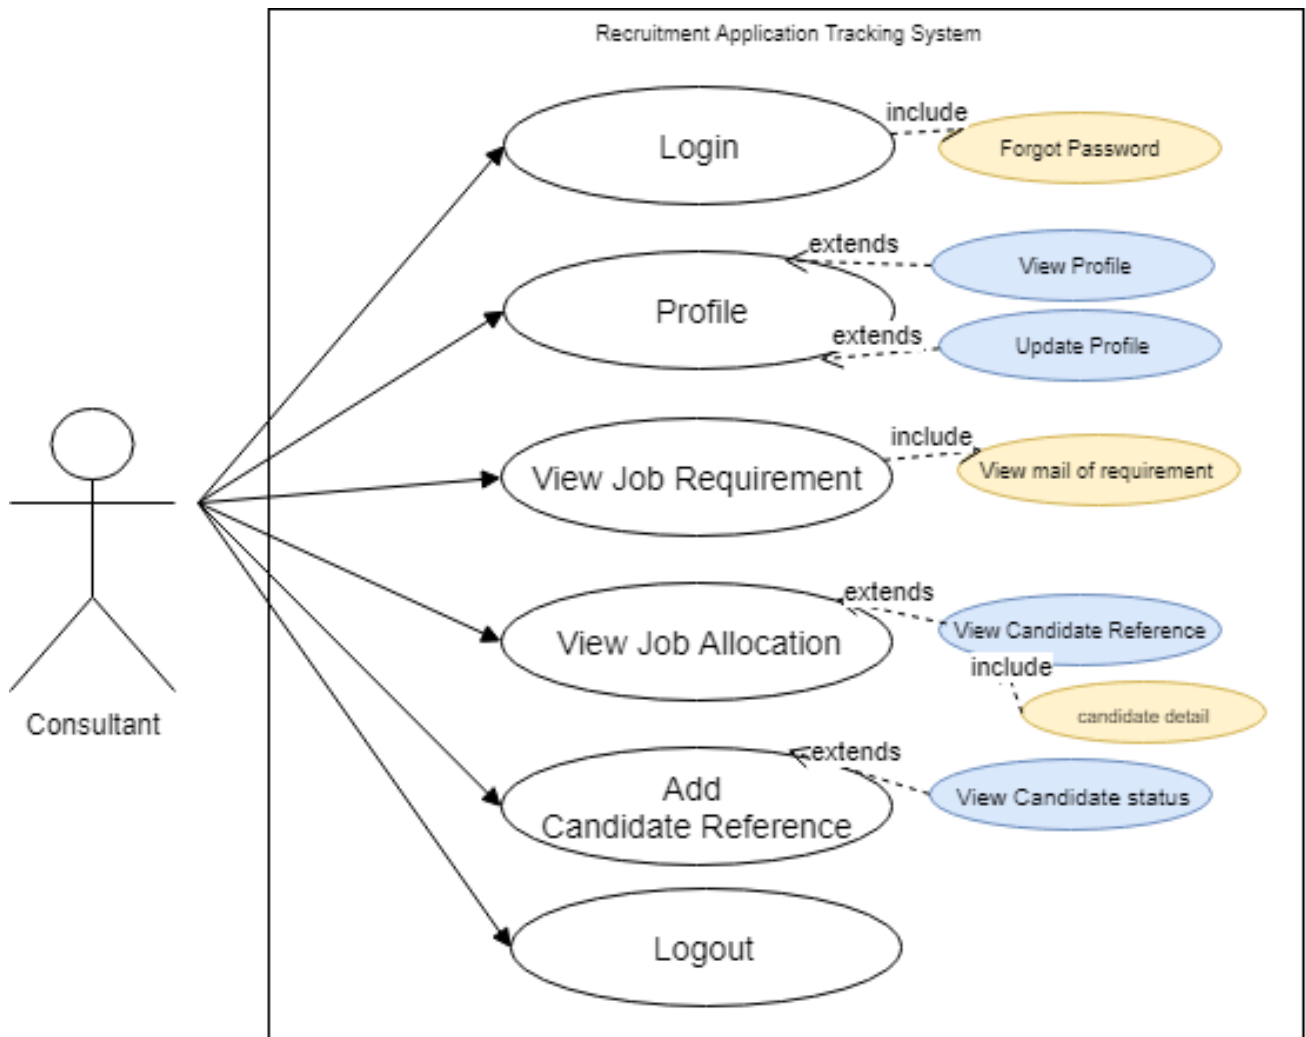 Recruitment Application Tracking System
include
Login
Forgot Password
extends
View Profile
Profile
extends
Update Profile
include
View Job Requirement
View mail of requirement
extends
View Job Allocation
View Candidate Reference
include
candidate detail
Consultant
extends
Add
Candidate Reference
View Candidate status
Logout